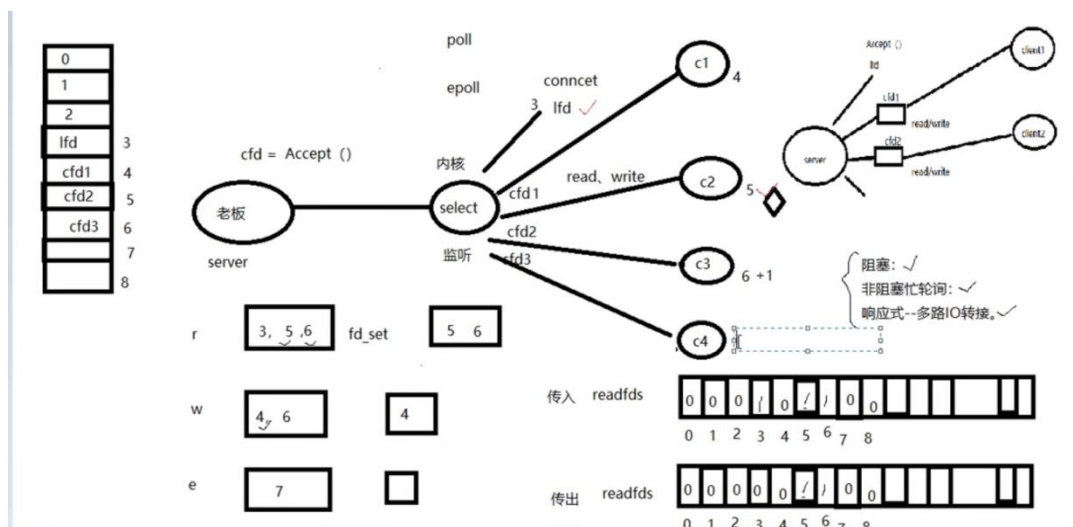 poll
epoll
conncet
3 lfd
0
1
2
lfd 3
cfd1 4
cfd2 5
cfd3 6
7
8
cfd = Accept ()
老板
server
内核
select
监听
cfd1
read、write
cfd2
cfd3
c1 4
c2 5
c3 6 +1
c4
Accept ()
lfd
cfd1
read/write
cfd2
read/write
server
client1
client2
阻塞：
非阻塞忙轮询：
响应式--多路IO转接。
r 3, 5 ,6 fd_set 5 6
w 4, 6 4
e 7
传入 readfds 0 0 0 1 0 1 1 0 0
0 1 2 3 4 5 6 7 8
传出 readfds 0 0 0 0 0 1 1 0 0
0 1 2 3 4 5 6 7 8